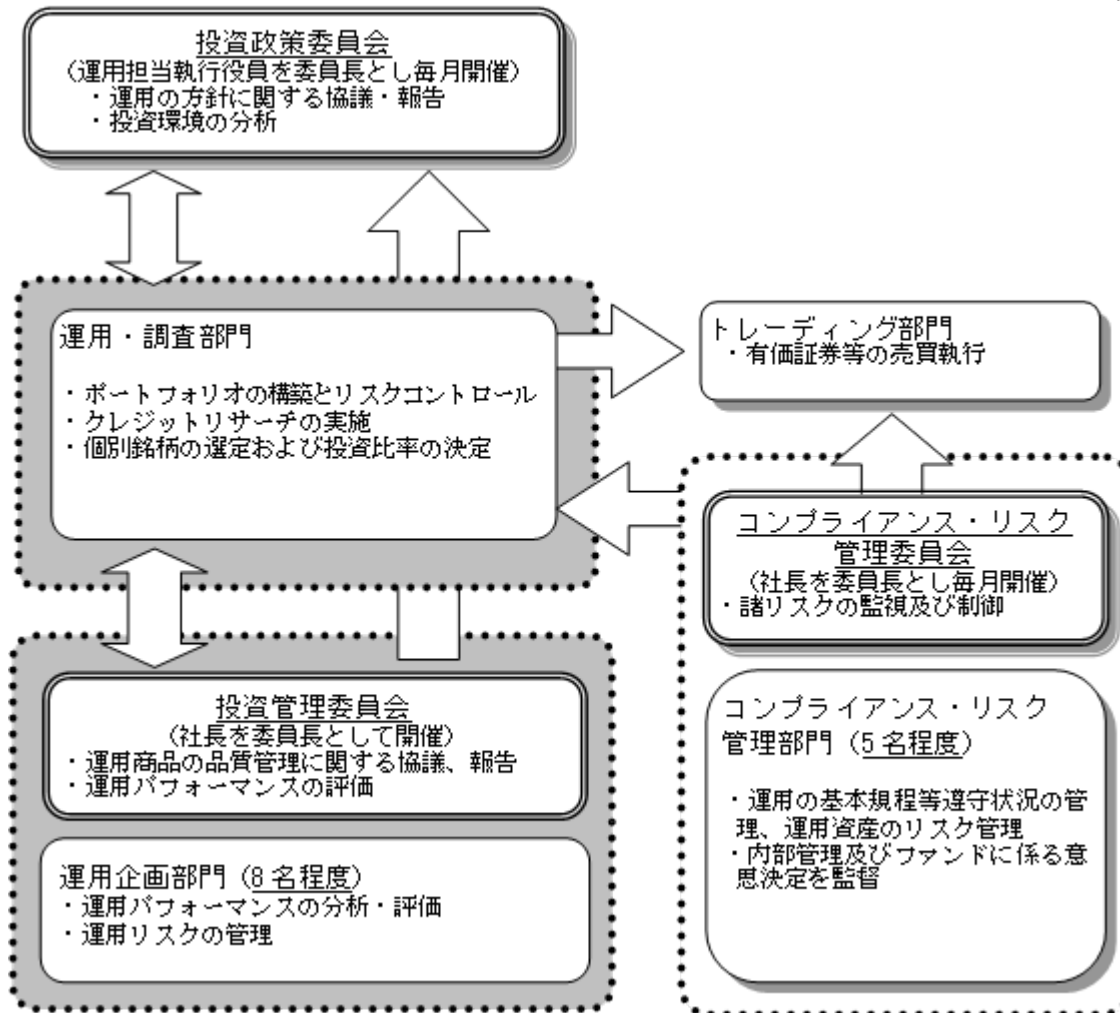 投資政策委員会
（運用担当執行役員を委員長とし毎月開催）
・運用の方針に関する協議・報告
・投資環境の分析
運用・調査部門
・ポートフォリオの構築とリスクコントロール
・クレジットリサーチの実施
・個別銘柄の選定および投資比率の決定
トレーディング部門
・有価証券等の売買執行
コンプライアンス・リスク
管理委員会
（社長を委員長とし毎月開催）
・諸リスクの監視及び制御
投資管理委員会
（社長を委員長として開催）
・運用商品の品質管理に関する協議、報告
・運用パフォーマンスの評価
運用企画部門（8名程度）
・運用パフォーマンスの分析・評価
・運用リスクの管理
コンプライアンス・リスク
管理部門（5名程度）
・運用の基本規程等遵守状況の管
理、運用資産のリスク管理
・内部管理及びファンドに係る意
思決定を監督